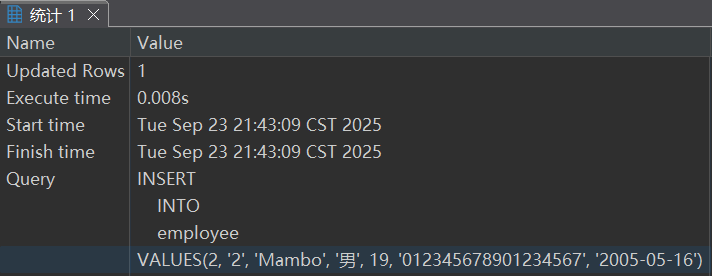 统计 1
Name Value
Updated Rows 1
Execute time 0.008s
Start time Tue Sep 23 21:43:09 CST 2025
Finish time Tue Sep 23 21:43:09 CST 2025
Query INSERT
INTO
employee
VALUES(2, '2', 'Mambo', '男', 19, '012345678901234567', '2005-05-16')